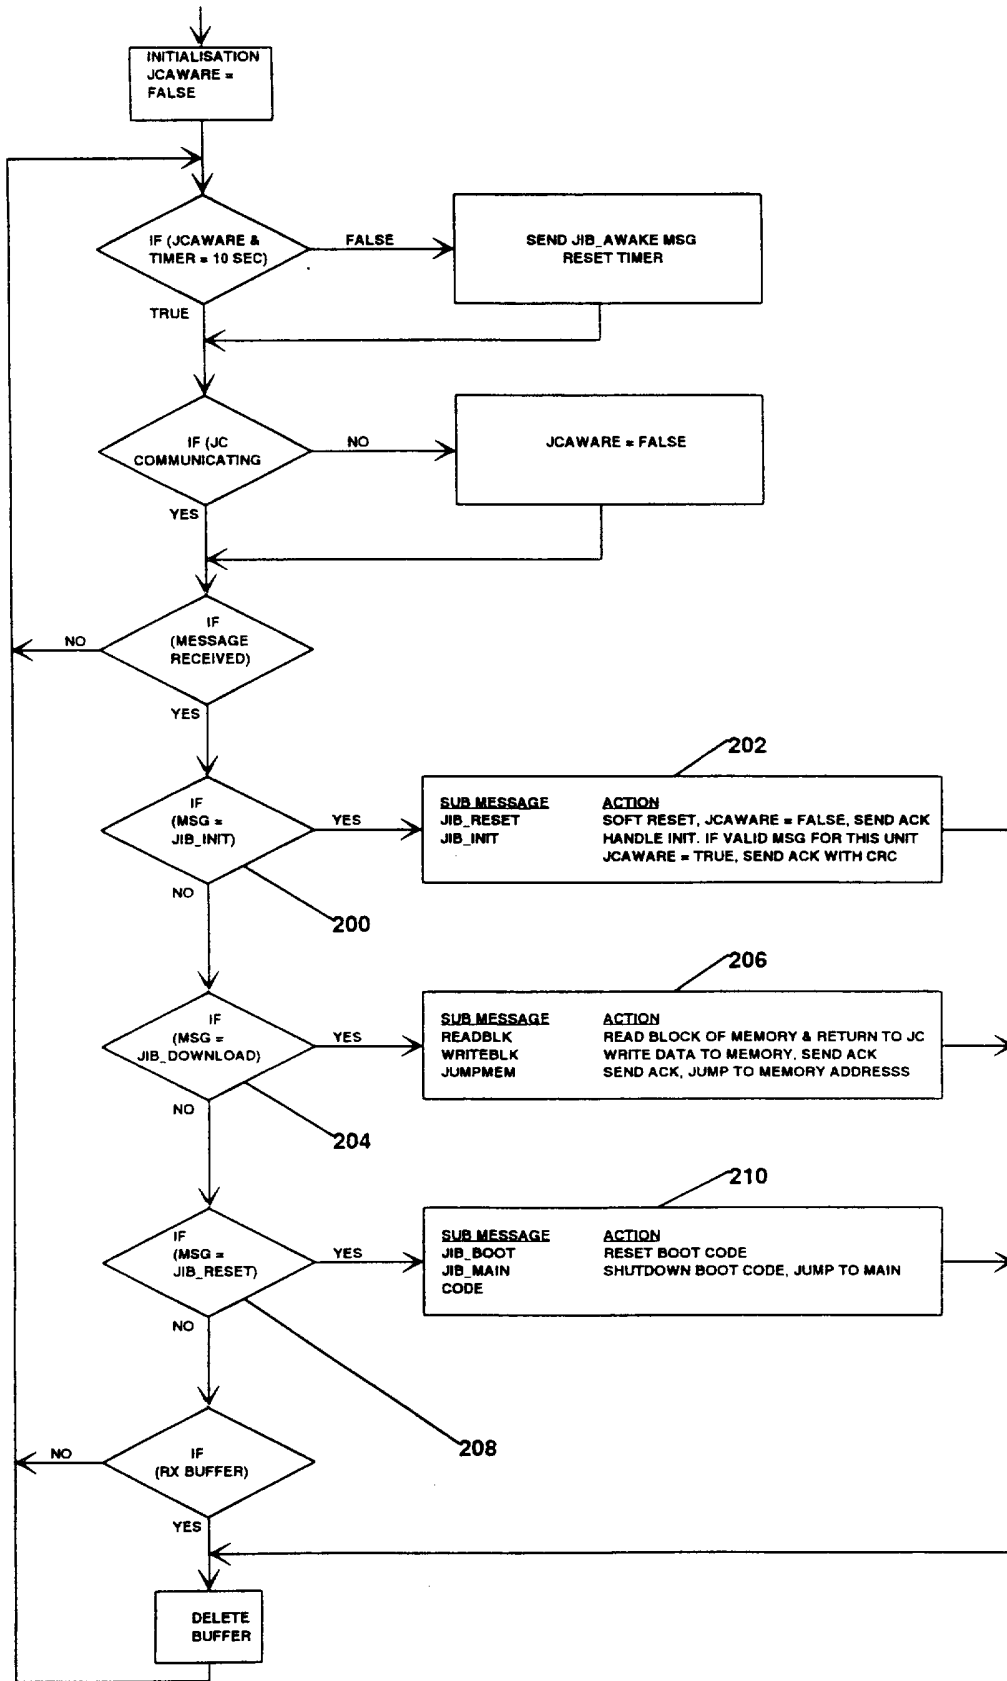 INITIALISATION
JCAWARE =
FALSE
IF (JCAWARE &
TIMER = 10 SEC)
FALSE
SEND JIB_AWAKE MSG
RESET TIMER
TRUE
IF (JC
COMMUNICATING
NO
JCAWARE = FALSE
YES
IF
(MESSAGE
RECEIVED)
NO
YES
202
IF
(MSG =
JIB_INIT)
YES
SUB MESSAGE ACTION
JIB_RESET SOFT RESET, JCAWARE = FALSE, SEND ACK
JIB_INIT HANDLE INIT. IF VALID MSG FOR THIS UNIT
JCAWARE = TRUE, SEND ACK WITH CRC
NO
200
206
IF
(MSG =
JIB_DOWNLOAD)
YES
SUB MESSAGE ACTION
READBLK READ BLOCK OF MEMORY & RETURN TO JC
WRITEBLK WRITE DATA TO MEMORY, SEND ACK
JUMPMEM SEND ACK, JUMP TO MEMORY ADDRESSS
NO
204
210
IF
(MSG =
JIB_RESET)
YES
SUB MESSAGE ACTION
JIB_BOOT RESET BOOT CODE
JIB_MAIN SHUTDOWN BOOT CODE, JUMP TO MAIN
CODE
NO
208
IF
(RX BUFFER)
NO
YES
DELETE
BUFFER